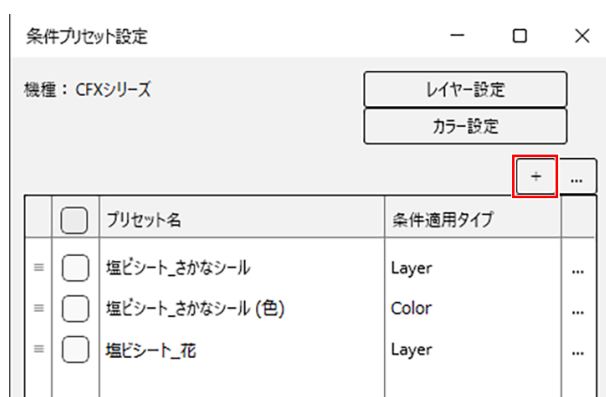 条件プリセット設定
機種： CFXシリーズ
レイヤー設定
カラー設定
+ ...
プリセット名 条件適用タイプ
塩ビシート_さかなシール Layer ...
塩ビシート_さかなシール (色) Color ...
塩ビシート_花 Layer ...